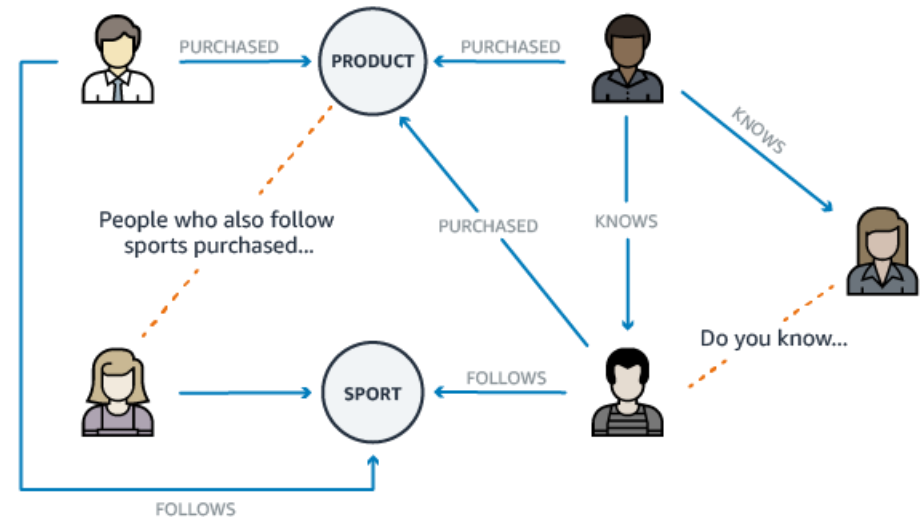 PURCHASED
PRODUCT
PURCHASED
KNOWS
People who also follow
sports purchased...
PURCHASED
KNOWS
Do you know...
FOLLOWS
SPORT
FOLLOWS